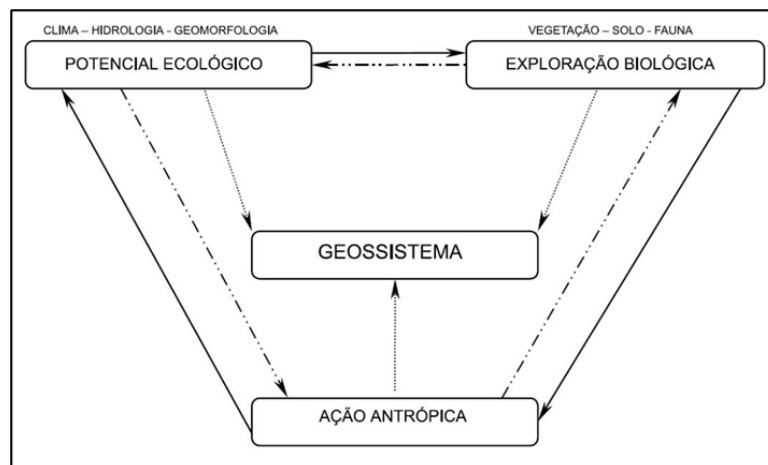 CLIMA – HIDROLOGIA - GEOMORFOLOGIA
VEGETAÇÃO – SOLO - FAUNA
POTENCIAL ECOLÓGICO
EXPLORAÇÃO BIOLÓGICA
GEOSSISTEMA
AÇÃO ANTRÓPICA